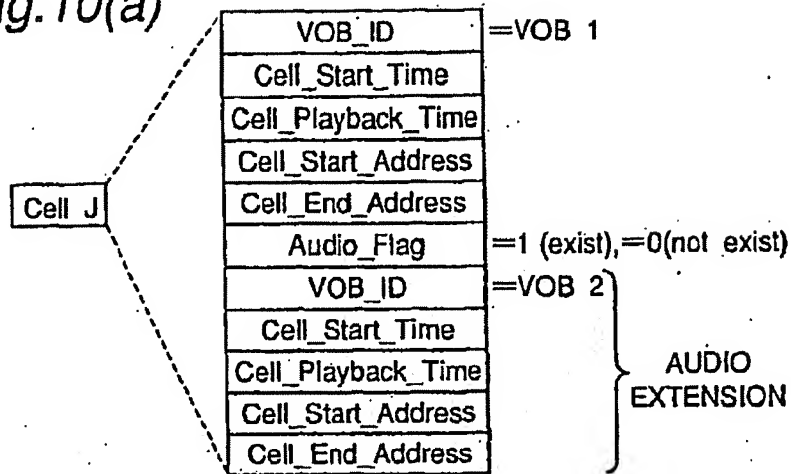 ig.10(a)
VOB_ID =VOB 1
Cell_Start_Time
Cell_Playback_Time
Cell_Start_Address
Cell J Cell_End_Address
Audio_Flag =1 (exist),=0(not exist)
VOB_ID =VOB 2
Cell_Start_Time
Cell_Playback_Time
AUDIO
EXTENSION
Cell_Start_Address
Cell_End_Address